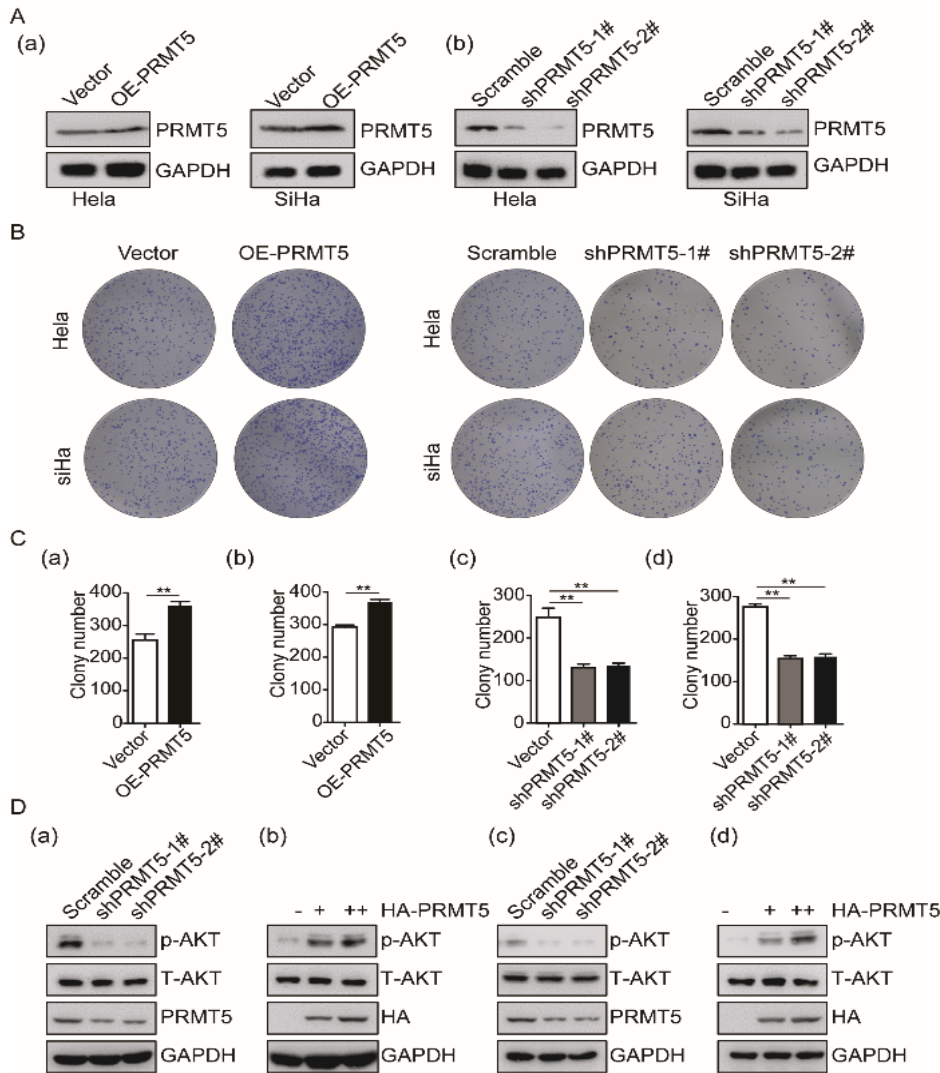 A
(a)
(b)
Vector OE-PRMT5
Vector OE-PRMT5
Scramble shPRMT5-1# shPRMT5-2#
Scramble shPRMT5-1# shPRMT5-2#
PRMT5 PRMT5 PRMT5 PRMT5
GAPDH GAPDH GAPDH GAPDH
Hela SiHa Hela SiHa
B
Vector OE-PRMT5 Scramble shPRMT5-1# shPRMT5-2#
Hela Hela
siHa siHa
C
(a) (b) (c) (d)
Clony number
400
300
200
100
0
**
Vector
OE-PRMT5
Clony number
400
300
200
100
0
**
Vector
OE-PRMT5
Clony number
300
200
100
0
**
**
Vector
shPRMT5-1#
shPRMT5-2#
Clony number
300
200
100
0
**
**
Vector
shPRMT5-1#
shPRMT5-2#
D
(a) (b) (c) (d)
Scramble shPRMT5-1# shPRMT5-2#
- + ++ HA-PRMT5
Scramble shPRMT5-1# shPRMT5-2#
- + ++ HA-PRMT5
p-AKT p-AKT p-AKT p-AKT
T-AKT T-AKT T-AKT T-AKT
PRMT5 HA PRMT5 HA
GAPDH GAPDH GAPDH GAPDH